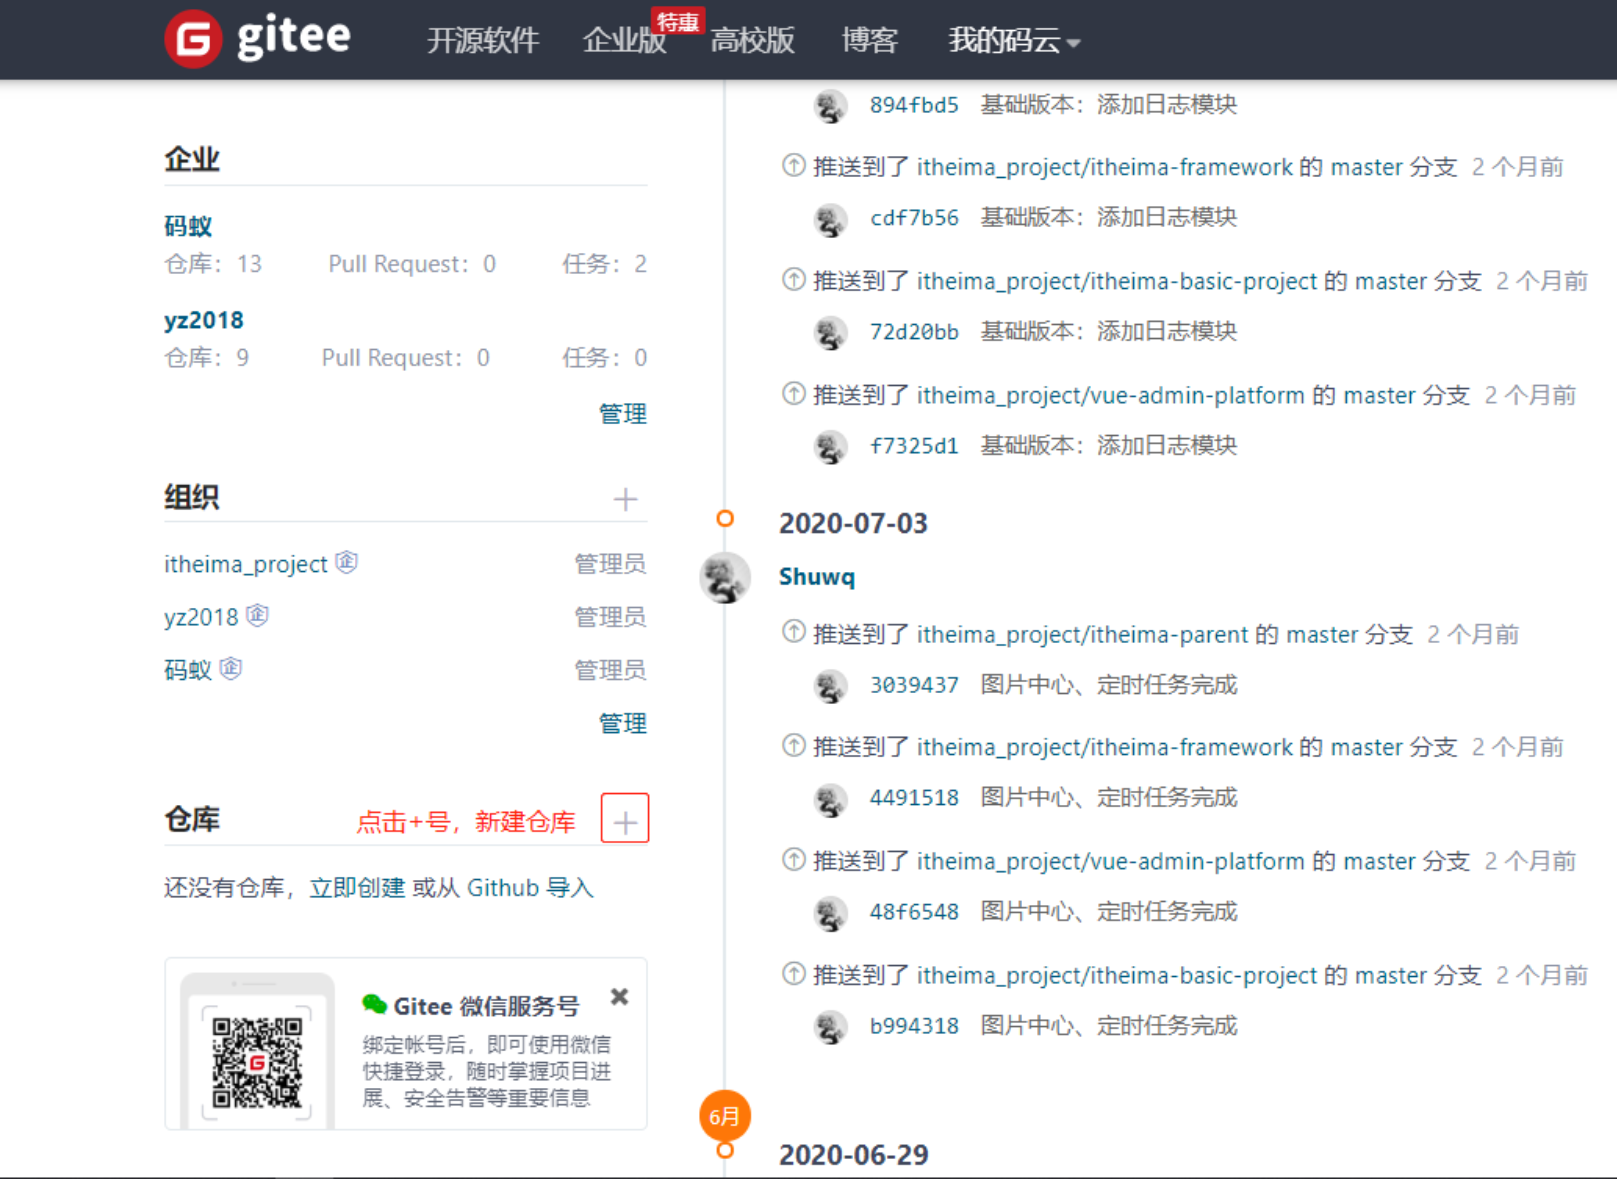 gitee 开源软件 企业版 特惠 高校版 博客 我的码云
企业
码蚁
仓库：13 Pull Request：0 任务：2
yz2018
仓库：9 Pull Request：0 任务：0
管理
组织
itheima_project 企 管理员
yz2018 企 管理员
码蚁 企 管理员
管理
仓库 点击+号，新建仓库
还没有仓库，立即创建 或从 Github 导入
Gitee 微信服务号
绑定帐号后，即可使用微信
快捷登录，随时掌握项目进
展、安全告警等重要信息
894fbd5 基础版本：添加日志模块
推送到了 itheima_project/itheima-framework 的 master 分支 2 个月前
cdf7b56 基础版本：添加日志模块
推送到了 itheima_project/itheima-basic-project 的 master 分支 2 个月前
72d20bb 基础版本：添加日志模块
推送到了 itheima_project/vue-admin-platform 的 master 分支 2 个月前
f7325d1 基础版本：添加日志模块
2020-07-03
Shuwq
推送到了 itheima_project/itheima-parent 的 master 分支 2 个月前
3039437 图片中心、定时任务完成
推送到了 itheima_project/itheima-framework 的 master 分支 2 个月前
4491518 图片中心、定时任务完成
推送到了 itheima_project/vue-admin-platform 的 master 分支 2 个月前
48f6548 图片中心、定时任务完成
推送到了 itheima_project/itheima-basic-project 的 master 分支 2 个月前
b994318 图片中心、定时任务完成
6月
2020-06-29